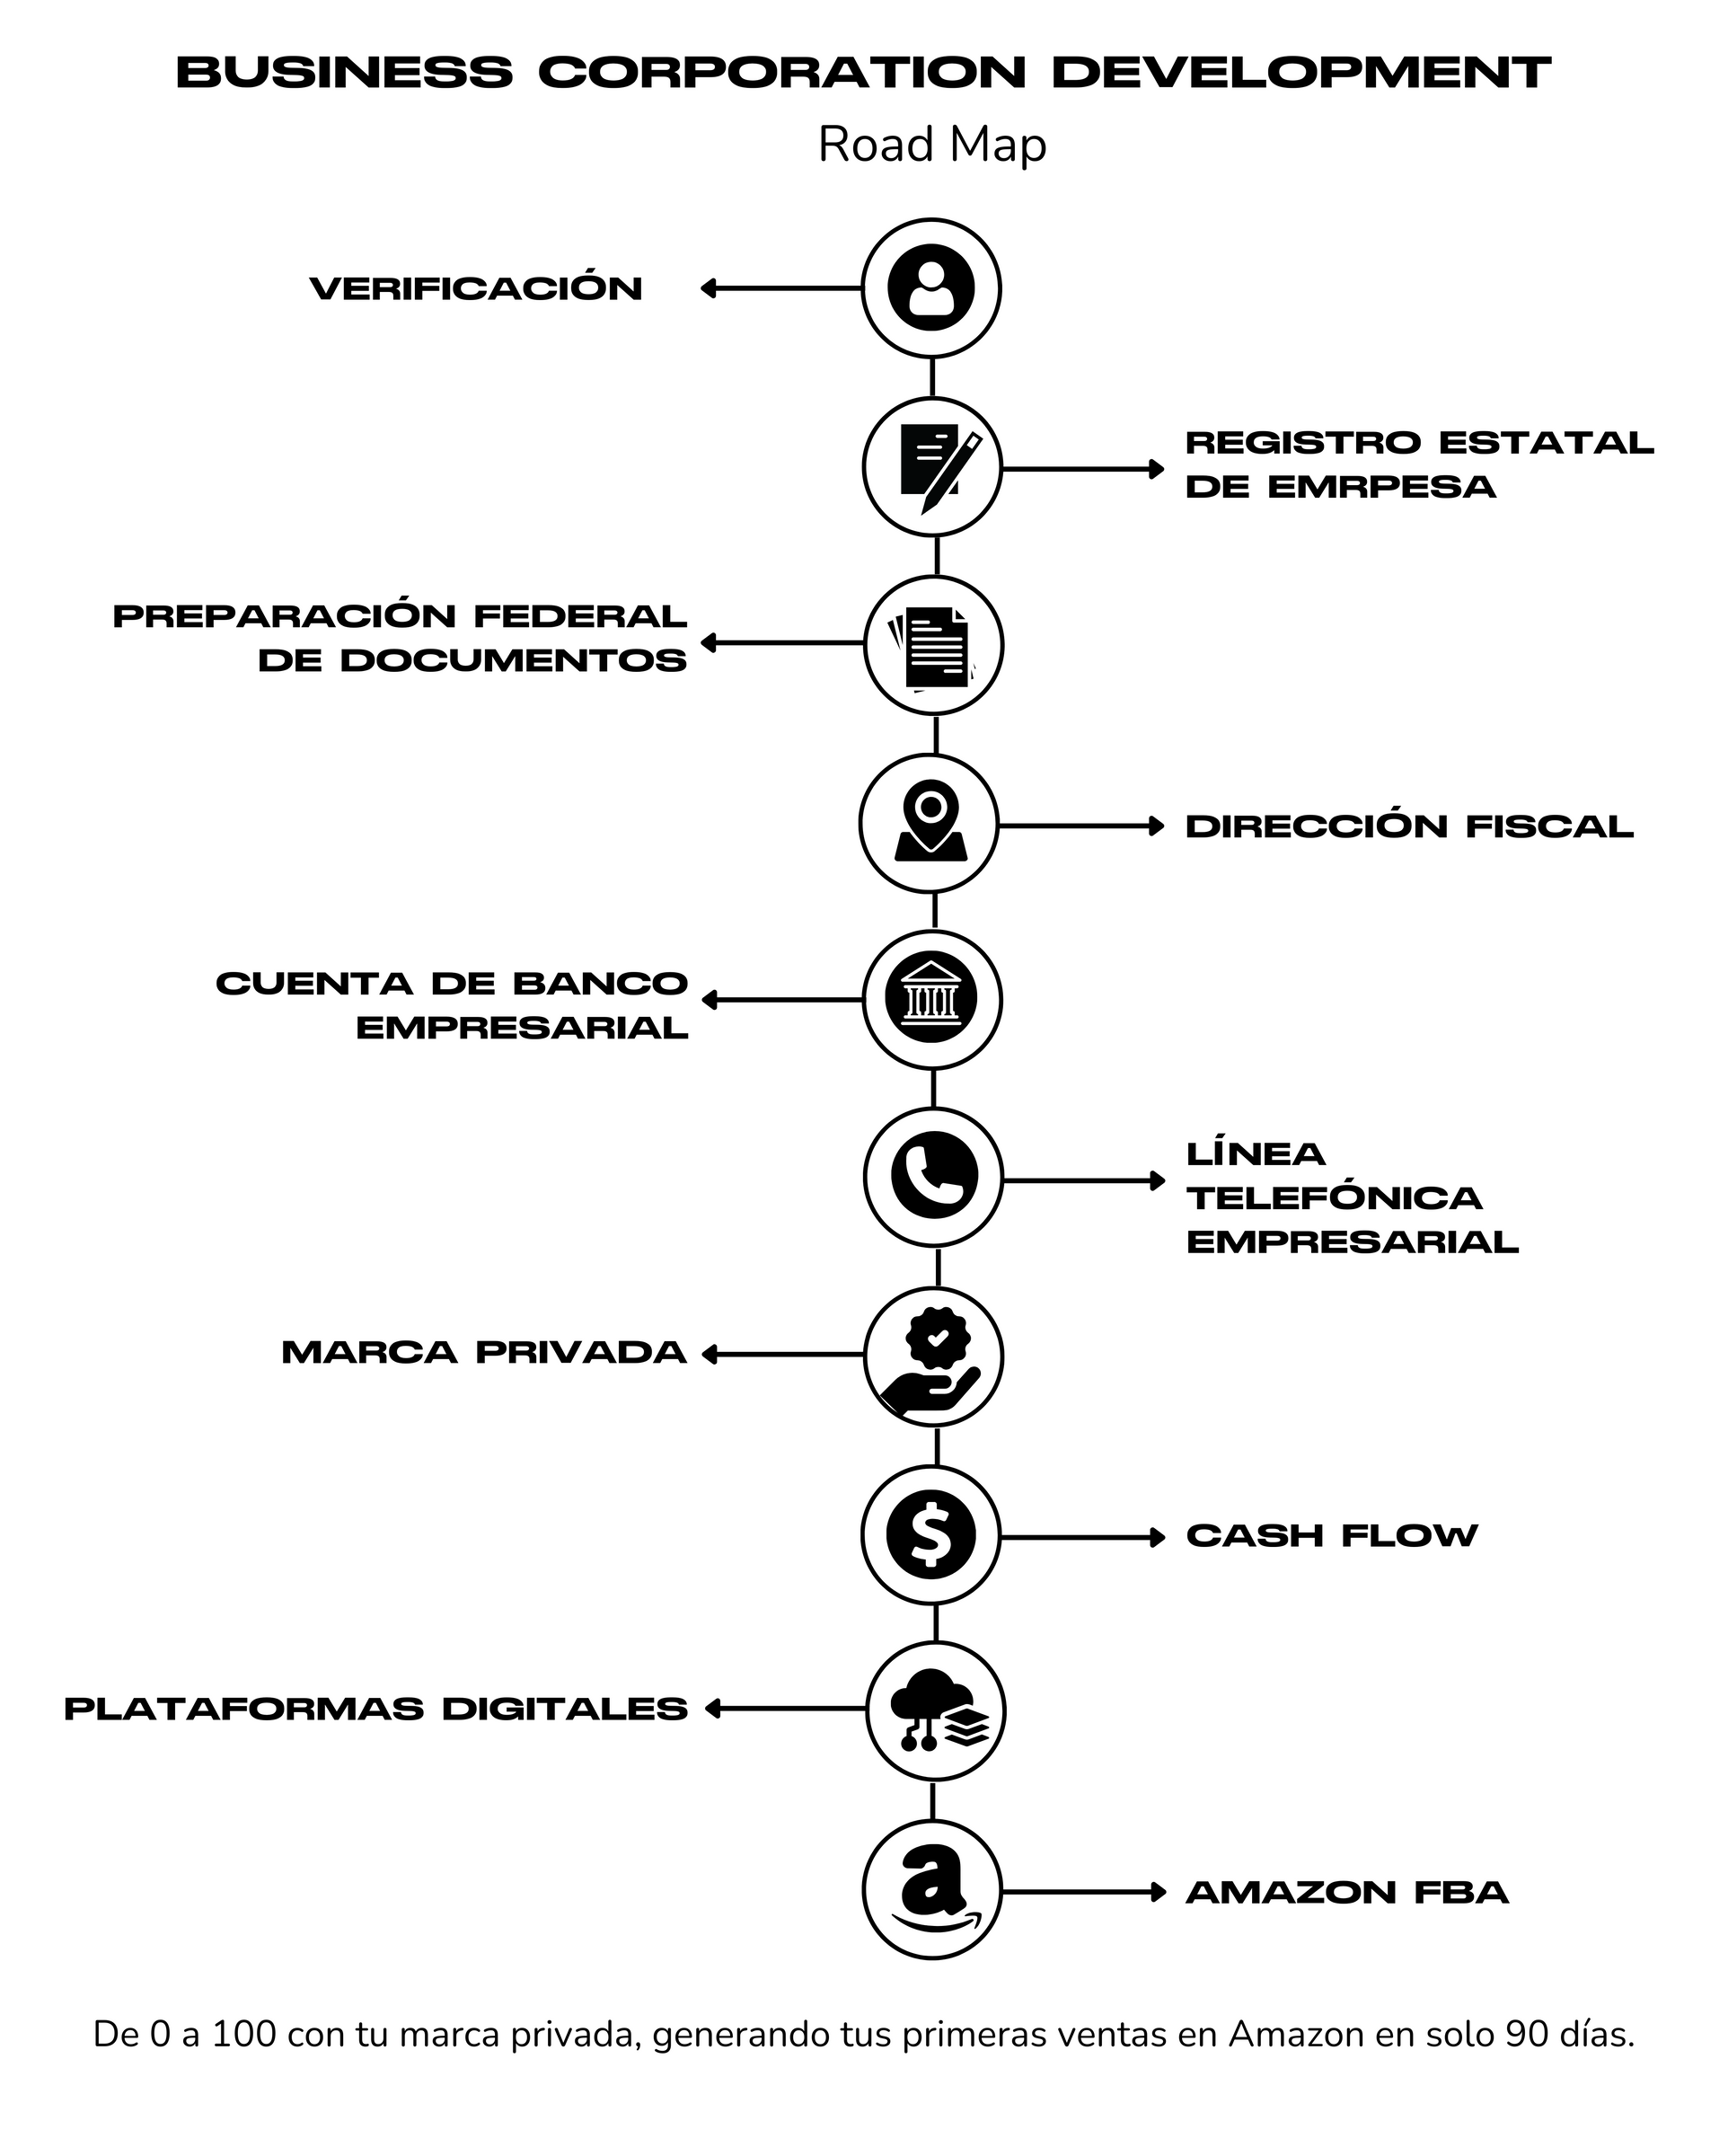 BUSINESS CORPORATION DEVELOPMENT
Road Map
VERIFICACIÓN
REGISTRO ESTATAL
DE EMPESA
PREPARACIÓN FEDERAL
DE DOCUMENTOS
DIRECCIÓN FISCAL
CUENTA DE BANCO
EMPRESARIAL
LÍNEA
TELEFÓNICA
EMPRESARIAL
MARCA PRIVADA
$
CASH FLOW
PLATAFORMAS DIGITALES
a
AMAZON FBA
De 0 a 100 con tu marca privada, generando tus primeras ventas en Amazon en solo 90 días.